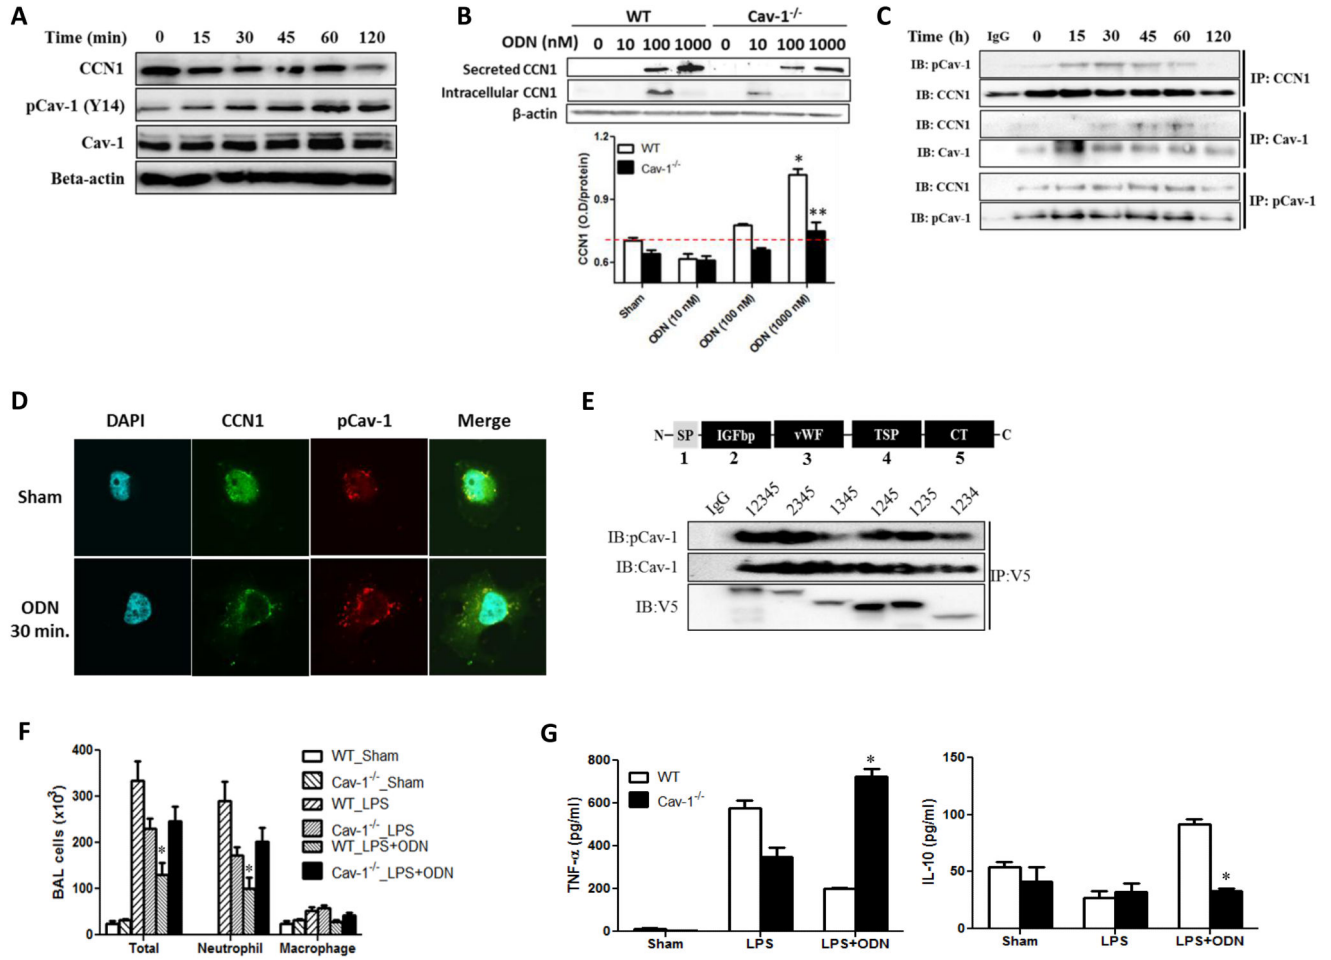 A
Time (min) 0 15 30 45 60 120
CCN1
pCav-1 (Y14)
Cav-1
Beta-actin
B
WT Cav-1-/-
ODN (nM) 0 10 100 1000 0 10 100 1000
Secreted CCN1
Intracellular CCN1
β-actin
1.2
0.9
0.6
CCN1 (O.D/protein)
WT
Cav-1-/-
*
**
Sham
ODN (10 nM)
ODN (100 nM)
ODN (1000 nM)
C
Time (h) IgG 0 15 30 45 60 120
IB: pCav-1
IB: CCN1
IP: CCN1
IB: CCN1
IB: Cav-1
IP: Cav-1
IB: CCN1
IB: pCav-1
IP: pCav-1
D
DAPI CCN1 pCav-1 Merge
Sham
ODN
30 min.
E
N SP IGFbp vWF TSP CT C
1 2 3 4 5
IgG 12345 2345 1345 1245 1235 1234
IB:pCav-1
IB:Cav-1
IB:V5
IP:V5
F
400
300
200
100
0
BAL cells (x10³)
WT_Sham
Cav-1-/-_Sham
WT_LPS
Cav-1-/-_LPS
WT_LPS+ODN
Cav-1-/-_LPS+ODN
*
*
Total Neutrophil Macrophage
G
800
600
400
200
0
TNF-α (pg/ml)
WT
Cav-1-/-
*
Sham LPS LPS+ODN
150
100
50
0
IL-10 (pg/ml)
*
Sham LPS LPS+ODN